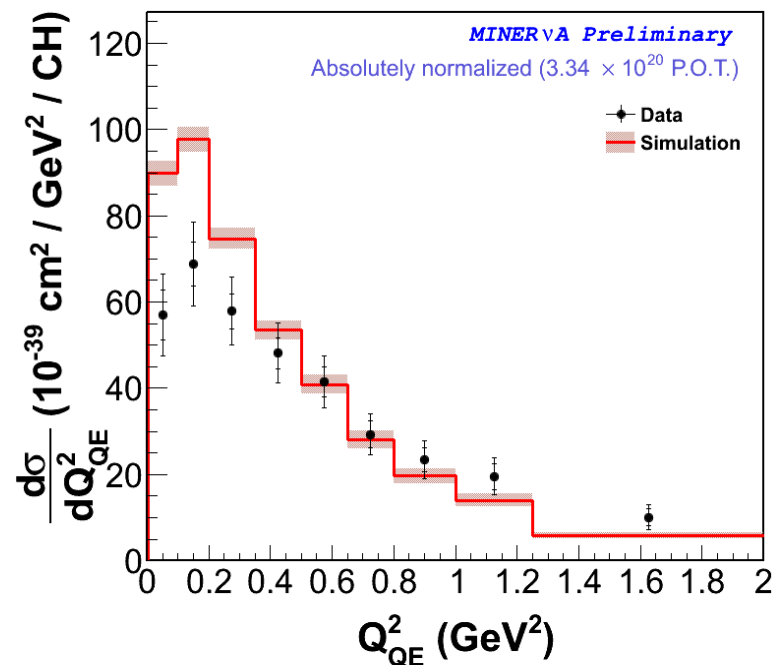 MINERνA Preliminary
Absolutely normalized (3.34 × 10²⁰ P.O.T.)
Data
Simulation
dσ/dQ²_QE (10⁻³⁹ cm² / GeV² / CH)
120
100
80
60
40
20
0
0 0.2 0.4 0.6 0.8 1 1.2 1.4 1.6 1.8 2
Q²_QE (GeV²)